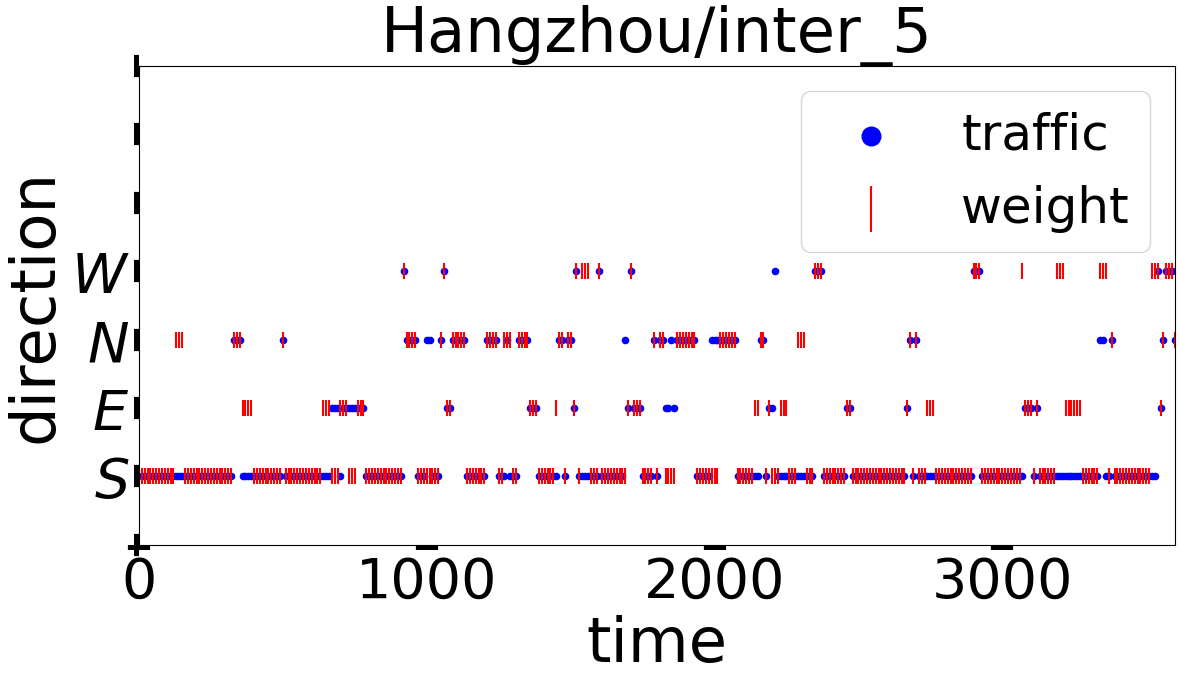 Hangzhou/inter_5
traffic
weight
direction
W
N
E
S
0 1000 2000 3000
time